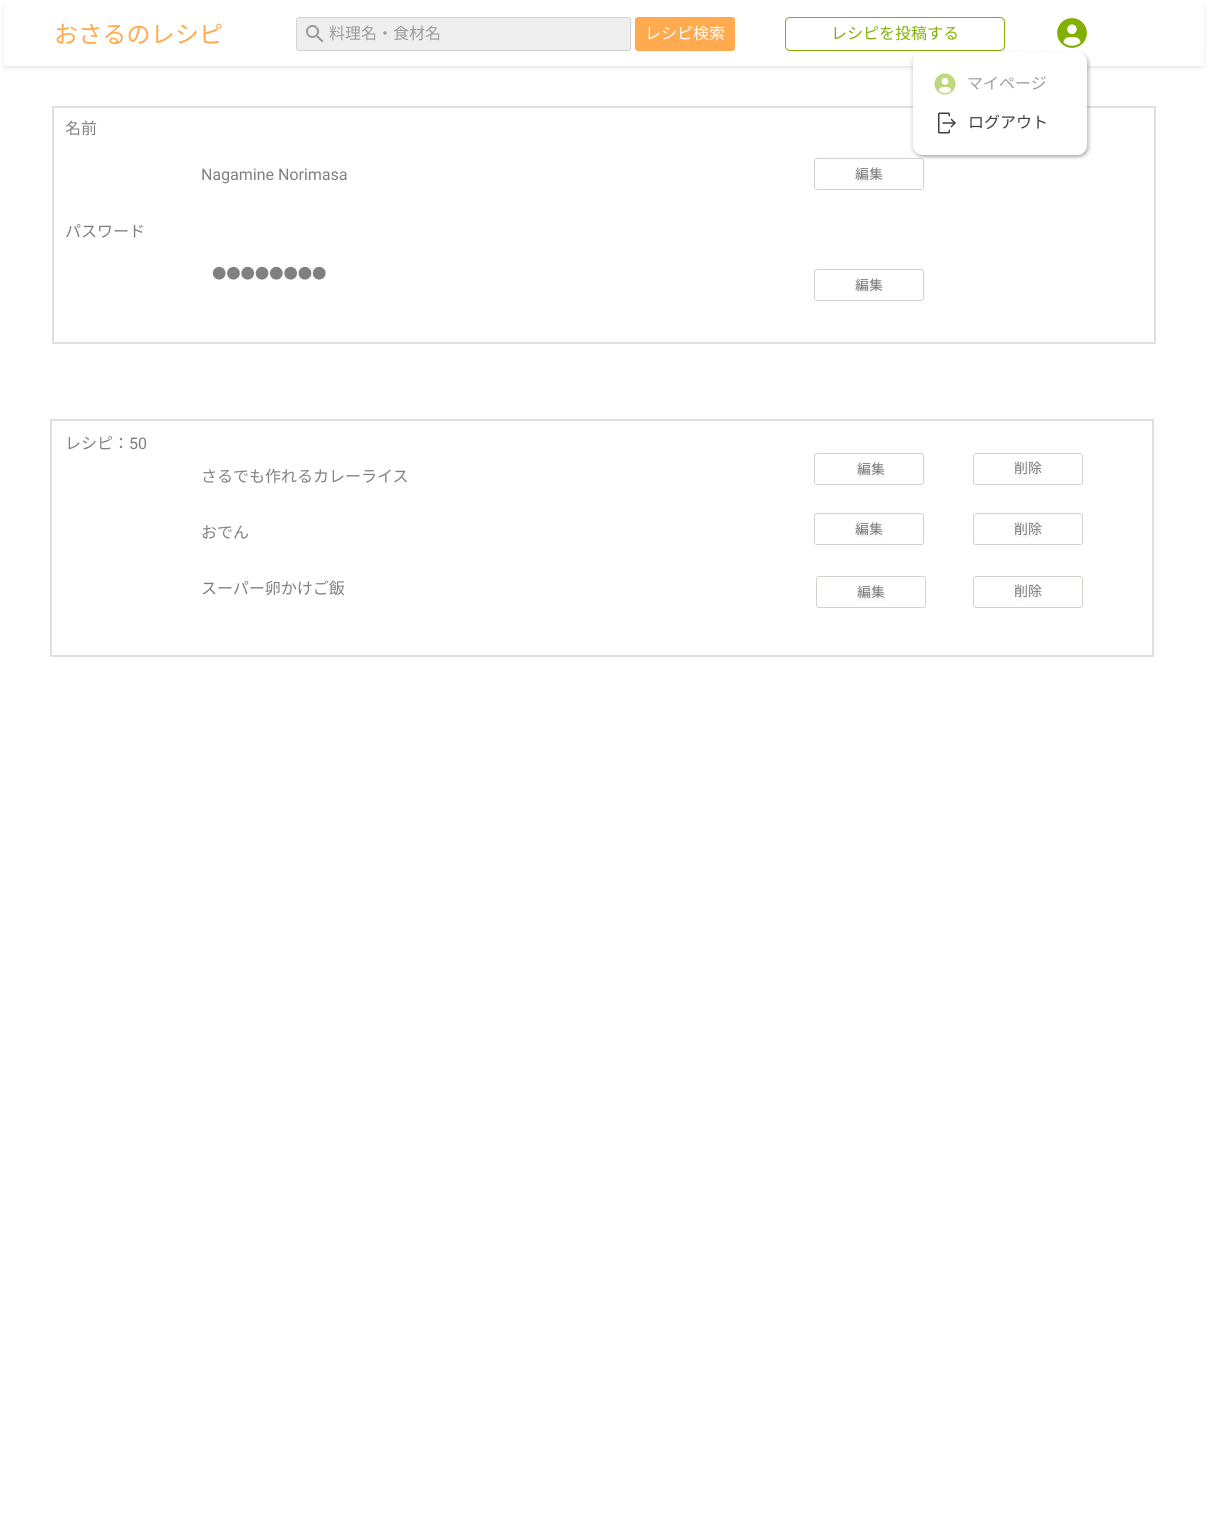 おさるのレシピ
料理名・食材名
レシピ検索
レシピを投稿する
マイページ
ログアウト
名前
Nagamine Norimasa
編集
パスワード
●●●●●●●●
編集
レシピ：50
さるでも作れるカレーライス
編集
削除
おでん
編集
削除
スーパー卵かけご飯
編集
削除